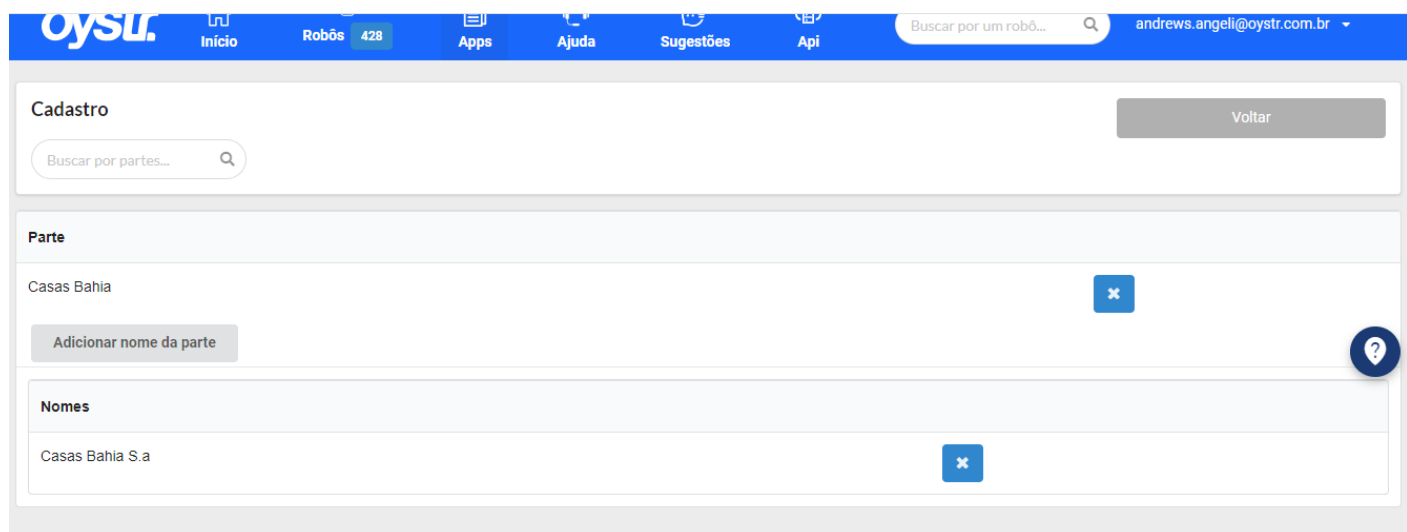 oystr.
Início
Robôs 428
Apps
Ajuda
Sugestões
Api
Buscar por um robô...
andrews.angeli@oystr.com.br
Cadastro
Voltar
Buscar por partes...
Parte
Casas Bahia
Adicionar nome da parte
?
Nomes
Casas Bahia S.a